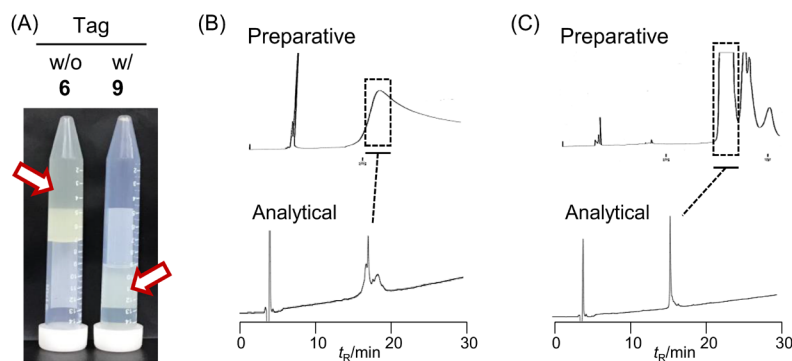 (A)
Tag
w/o w/
6 9
(B)
Preparative
Analytical
0 10 20 30
tR/min
(C)
Preparative
Analytical
0 10 20 30
tR/min